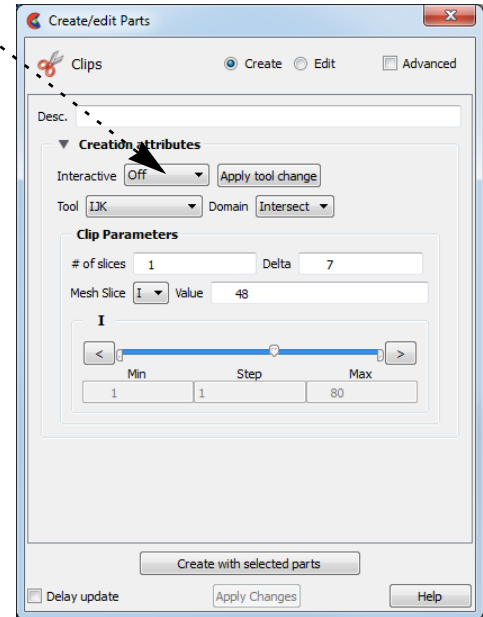 Create/edit Parts
Clips Create Edit Advanced
Desc.
Creation attributes
Interactive Off Apply tool change
Tool IJK Domain Intersect
Clip Parameters
# of slices 1 Delta 7
Mesh Slice I Value 48
I
< >
Min Step Max
1 1 80
Create with selected parts
Delay update Apply Changes Help